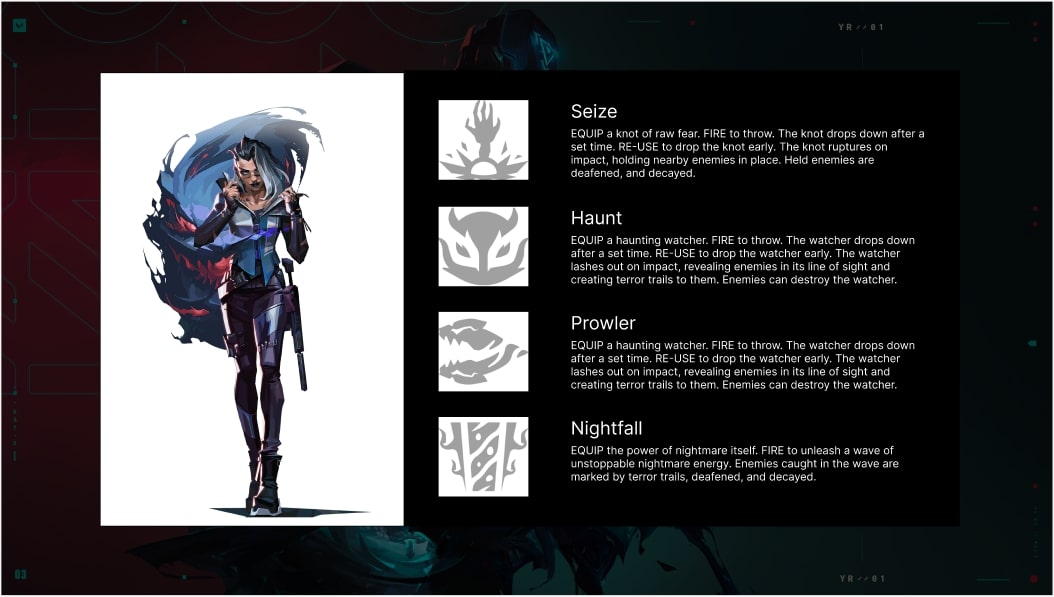 YR // 01
Seize
EQUIP a knot of raw fear. FIRE to throw. The knot drops down after a
set time. RE-USE to drop the knot early. The knot ruptures on
impact, holding nearby enemies in place. Held enemies are
deafened, and decayed.
Haunt
EQUIP a haunting watcher. FIRE to throw. The watcher drops down
after a set time. RE-USE to drop the watcher early. The watcher
lashes out on impact, revealing enemies in its line of sight and
creating terror trails to them. Enemies can destroy the watcher.
Prowler
EQUIP a haunting watcher. FIRE to throw. The watcher drops down
after a set time. RE-USE to drop the watcher early. The watcher
lashes out on impact, revealing enemies in its line of sight and
creating terror trails to them. Enemies can destroy the watcher.
Nightfall
EQUIP the power of nightmare itself. FIRE to unleash a wave of
unstoppable nightmare energy. Enemies caught in the wave are
marked by terror trails, deafened, and decayed.
03
YR // 01